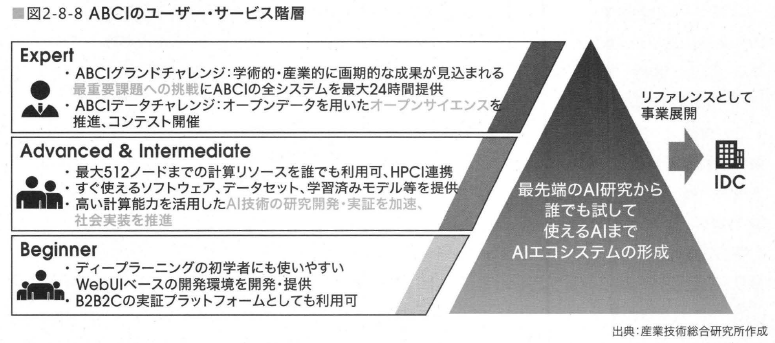 ■図2-8-8 ABCIのユーザー・サービス階層
Expert
・ABCIグランドチャレンジ:学術的・産業的に画期的な成果が見込まれる
最重要課題への挑戦にABCIの全システムを最大24時間提供
・ABCIデータチャレンジ:オープンデータを用いたオープンサイエンスを
推進、コンテスト開催
Advanced & Intermediate
・最大512ノードまでの計算リソースを誰でも利用可、HPCI連携
・すぐ使えるソフトウェア、データセット、学習済みモデル等を提供
・高い計算能力を活用したAI技術の研究開発・実証を加速、
社会実装を推進
Beginner
・ディープラーニングの初学者にも使いやすい
WebUIベースの開発環境を開発・提供
・B2B2Cの実証プラットフォームとしても利用可
最先端のAI研究から
誰でも試して
使えるAIまで
AIエコシステムの形成
リファレンスとして
事業展開
IDC
出典:産業技術総合研究所作成